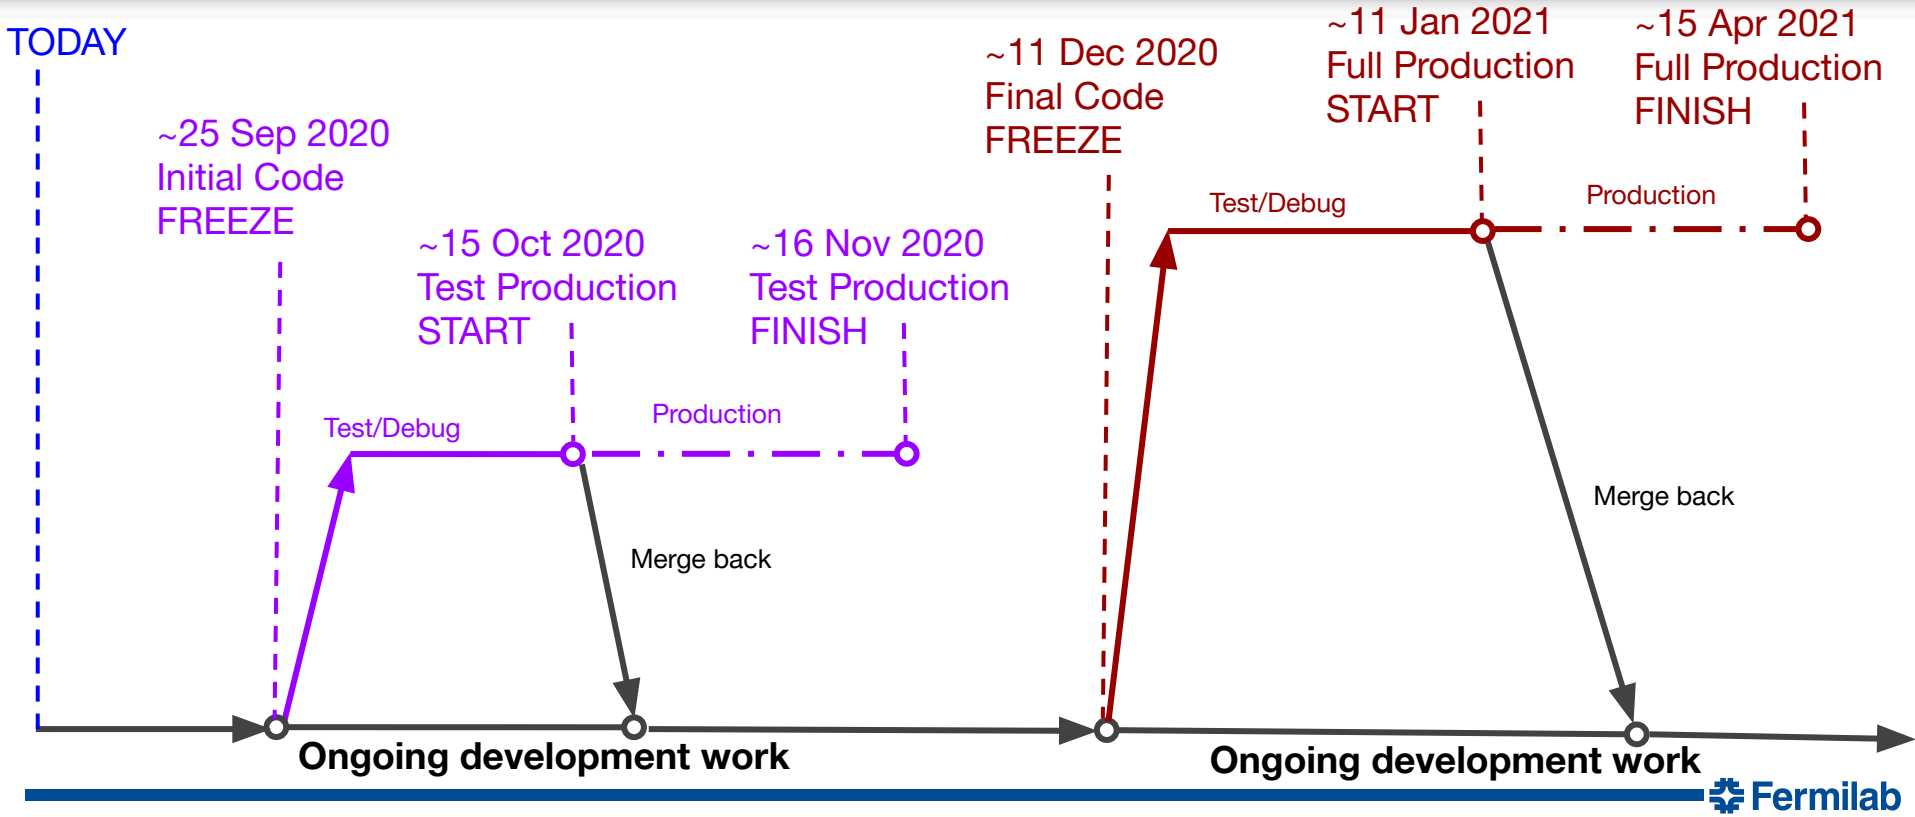 TODAY
~25 Sep 2020
Initial Code
FREEZE
~15 Oct 2020
Test Production
START
~16 Nov 2020
Test Production
FINISH
~11 Dec 2020
Final Code
FREEZE
~11 Jan 2021
Full Production
START
~15 Apr 2021
Full Production
FINISH
Test/Debug
Production
Merge back
Test/Debug
Production
Merge back
Ongoing development work
Ongoing development work
Fermilab